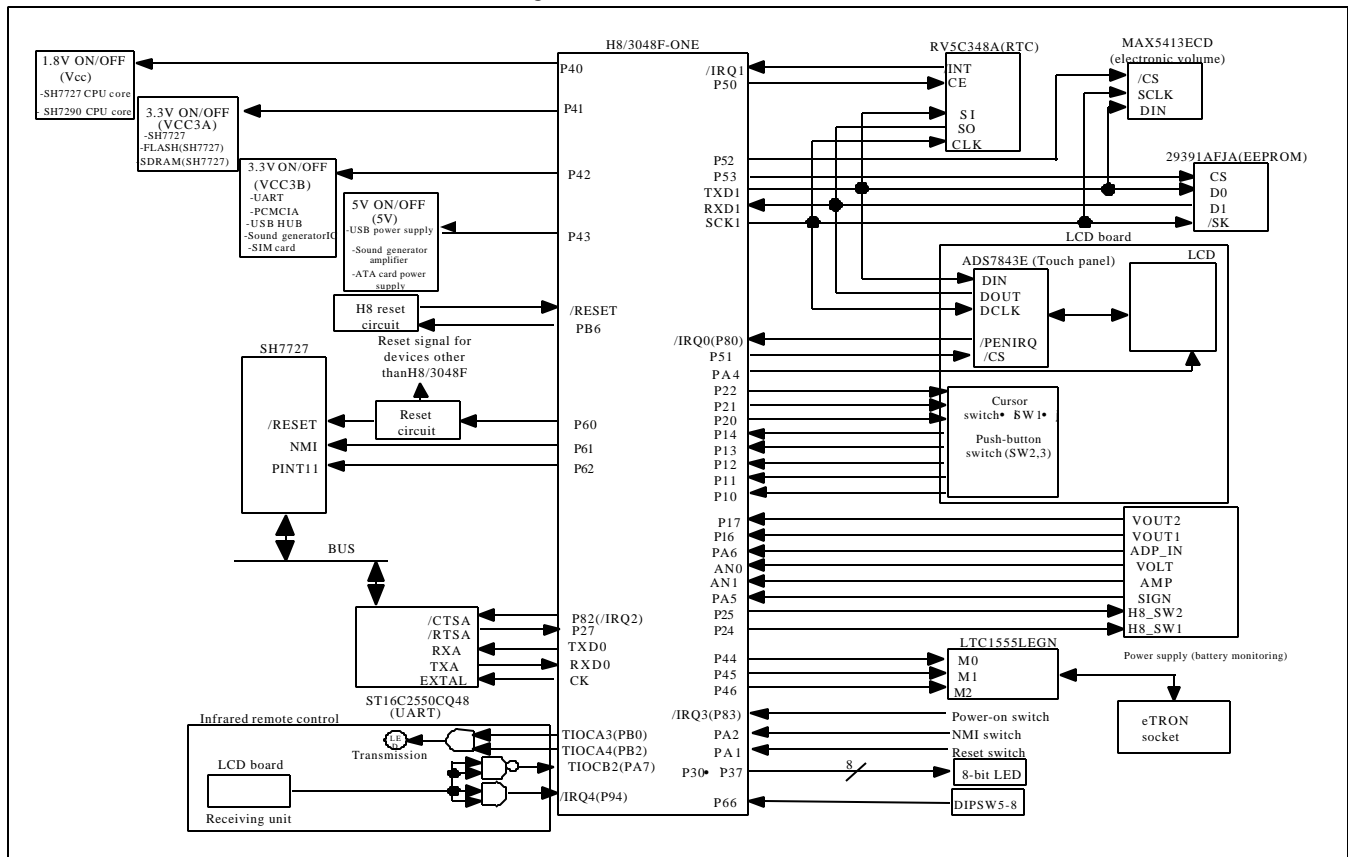 H8/3048F-ONE
1.8V ON/OFF
(Vcc)
-SH7727 CPU core
- SH7290 CPU core
3.3V ON/OFF
(VCC3A)
-SH7727
-FLASH(SH7727)
-SDRAM(SH7727)
3.3V ON/OFF
(VCC3B)
-UART
-PCMCIA
-USB HUB
-Sound generatorIC
-SIM card
5V ON/OFF
(5V)
-USB power supply
-Sound generator
amplifier
-ATA card power
supply
H8 reset
circuit
Reset signal for
devices other
thanH8/3048F
SH7727
/RESET
NMI
PINT11
Reset
circuit
BUS
/CTSA
/RTSA
RXA
TXA
EXTAL
ST16C2550CQ48
(UART)
Infrared remote control
LE
D
Transmission
LCD board
Receiving unit
P40
P41
P42
P43
/RESET
PB6
P60
P61
P62
P82(/IRQ2)
P27
TXD0
RXD0
CK
TIOCA3(PB0)
TIOCA4(PB2)
TIOCB2(PA7)
/IRQ4(P94)
/IRQ1
P50
P52
P53
TXD1
RXD1
SCK1
/IRQ0(P80)
P51
PA4
P22
P21
P20
P14
P13
P12
P11
P10
P17
P16
PA6
AN0
AN1
PA5
P25
P24
P44
P45
P46
/IRQ3(P83)
PA2
PA1
P30• P37
P66
RV5C348A(RTC)
/INT
CE
SI
SO
CLK
MAX5413ECD
(electronic volume)
/CS
SCLK
DIN
29391AFJA(EEPROM)
CS
D0
D1
/SK
LCD board
ADS7843E (Touch panel)
DIN
DOUT
DCLK
/PENIRQ
/CS
LCD
Cursor
switch• SW1•
Push-button
switch(SW2,3)
VOUT2
VOUT1
ADP_IN
VOLT
AMP
SIGN
H8_SW2
H8_SW1
Power supply (battery monitoring)
LTC1555LEGN
M0
M1
M2
eTRON
socket
Power-on switch
NMI switch
Reset switch
8
8-bit LED
DIPSW5-8